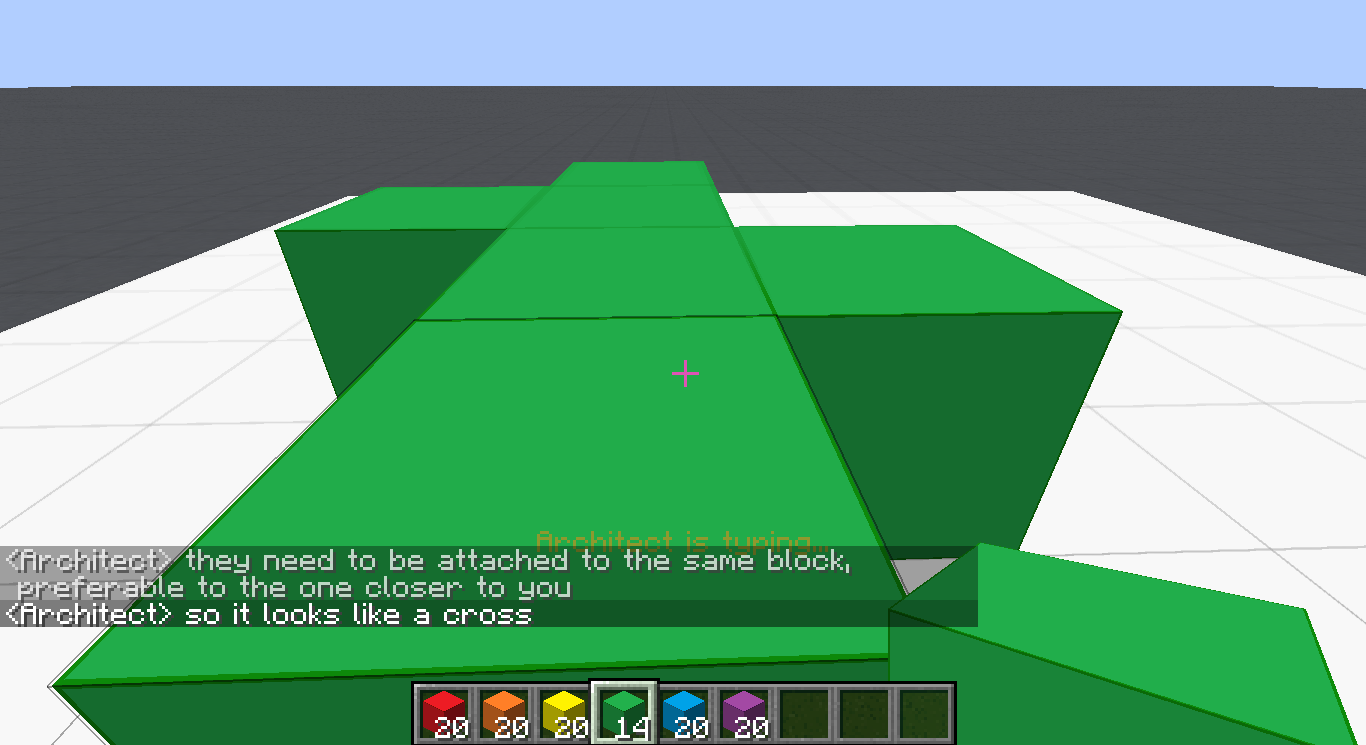 Architect is typing...
<Architect> they need to be attached to the same block,
preferable to the one closer to you
<Architect> so it looks like a cross
20 20 20 14 20 20